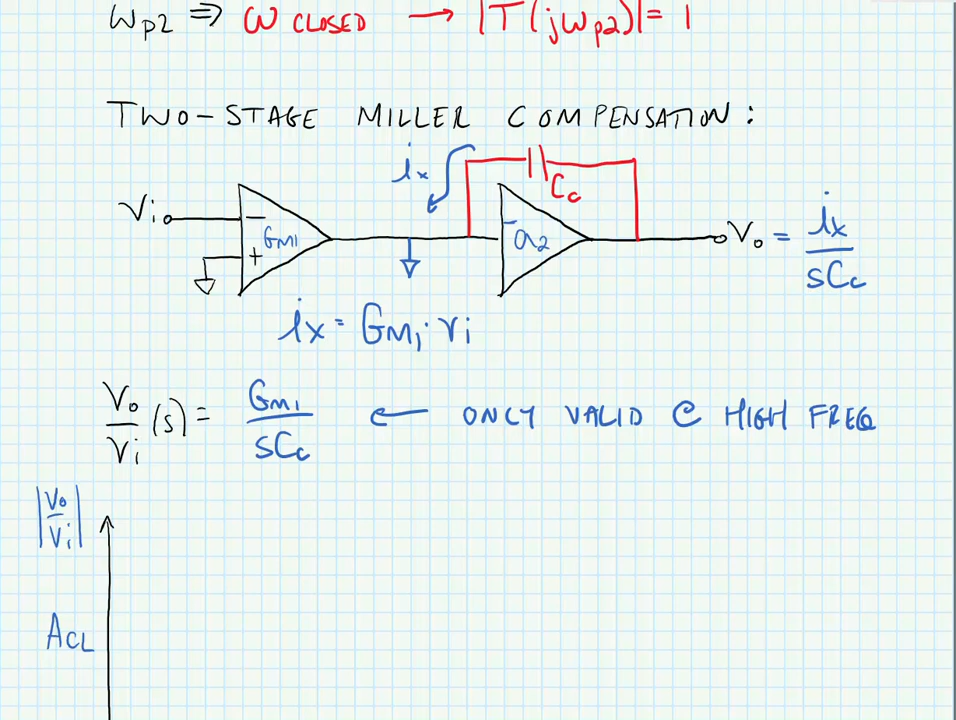 ωp2 ⇒ ω CLOSED → |T(jωp2)| = 1
TWO-STAGE MILLER COMPENSATION:
ix
Cc
Vi
− GM1 +
− a2
Vo = ix / sCc
ix = GM1 · Vi
Vo/Vi (s) = GM1 / sCc ← ONLY VALID @ HIGH FREQ
|Vo/Vi|
ACL